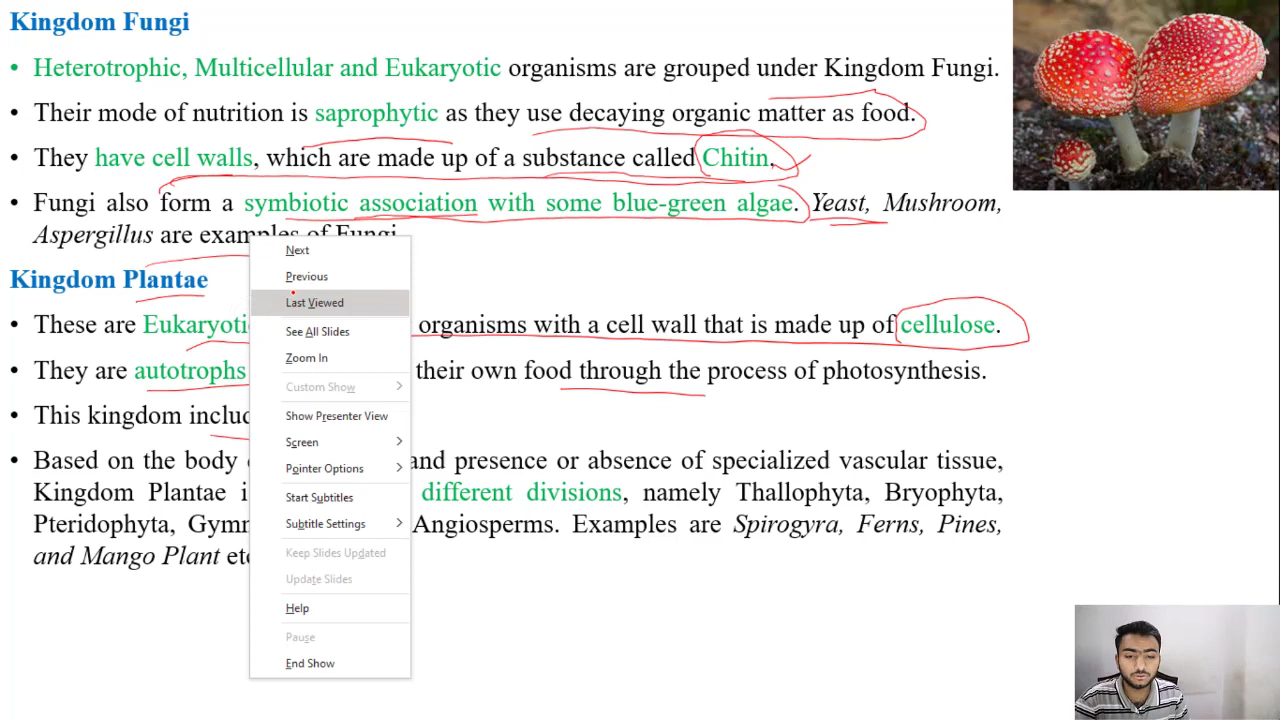 Kingdom Fungi
• Heterotrophic, Multicellular and Eukaryotic organisms are grouped under Kingdom Fungi.
• Their mode of nutrition is saprophytic as they use decaying organic matter as food.
• They have cell walls, which are made up of a substance called Chitin,
• Fungi also form a symbiotic association with some blue-green algae. Yeast, Mushroom,
Aspergillus are examples of Fungi.
Kingdom Plantae
• These are organisms with a cell wall that is made up of cellulose.
• They are autotrophs their own food through the process of photosynthesis.
• This kingdom
• Based on the body and presence or absence of specialized vascular tissue,
Kingdom Plantae different divisions, namely Thallophyta, Bryophyta,
Pteridophyta, Angiosperms. Examples are Spirogyra, Ferns, Pines,
and Mango Plant
Next
Previous
Last Viewed
See All Slides
Zoom In
Custom Show
Show Presenter View
Screen
Pointer Options
Start Subtitles
Subtitle Settings
Keep Slides Updated
Update Slides
Help
Pause
End Show